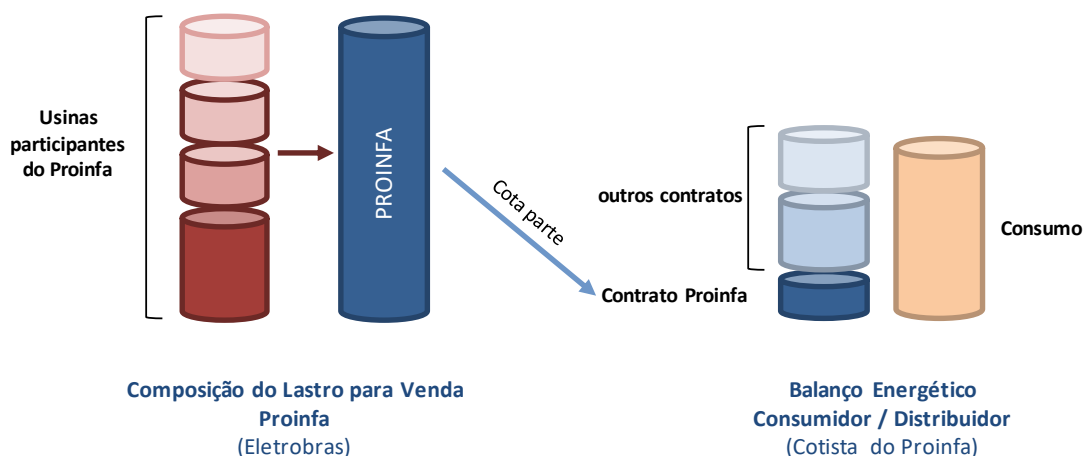 Usinas
participantes
do Proinfa
PROINFA
Cota parte
outros contratos
Contrato Proinfa
Consumo
Composição do Lastro para Venda
Proinfa
(Eletrobras)
Balanço Energético
Consumidor / Distribuidor
(Cotista do Proinfa)